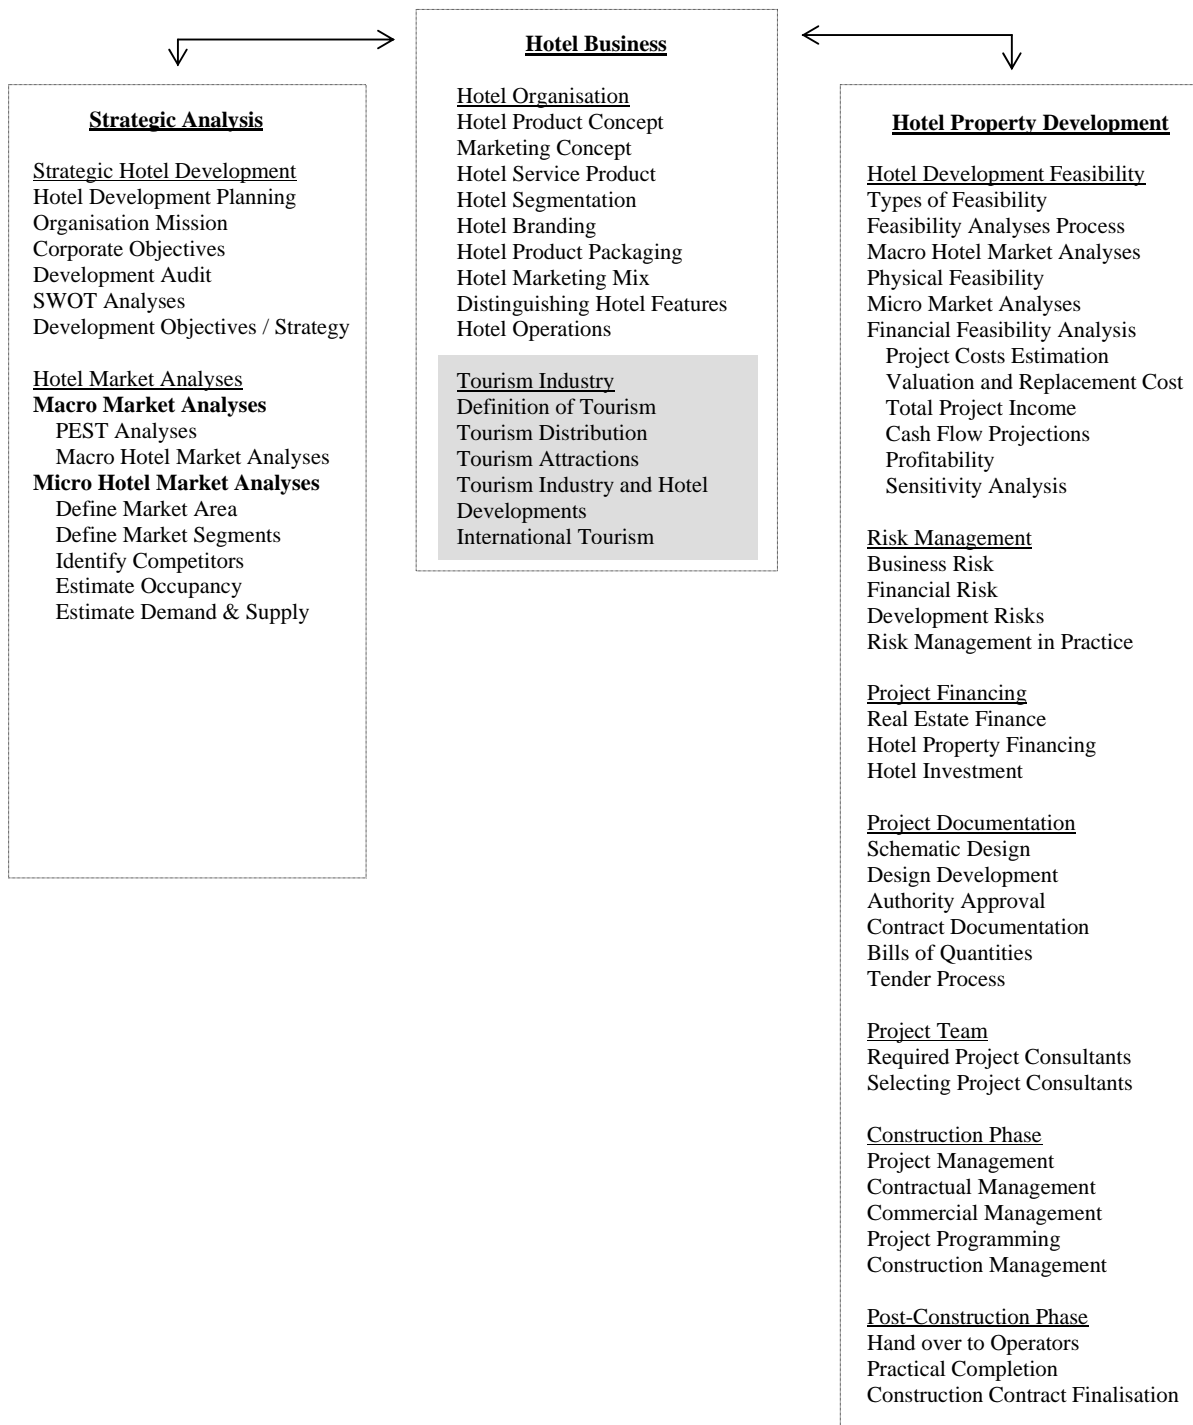 Hotel Business
Hotel Organisation
Hotel Product Concept
Marketing Concept
Hotel Service Product
Hotel Segmentation
Hotel Branding
Hotel Product Packaging
Hotel Marketing Mix
Distinguishing Hotel Features
Hotel Operations
Tourism Industry
Definition of Tourism
Tourism Distribution
Tourism Attractions
Tourism Industry and Hotel
Developments
International Tourism
Strategic Analysis
Strategic Hotel Development
Hotel Development Planning
Organisation Mission
Corporate Objectives
Development Audit
SWOT Analyses
Development Objectives / Strategy
Hotel Market Analyses
Macro Market Analyses
PEST Analyses
Macro Hotel Market Analyses
Micro Hotel Market Analyses
Define Market Area
Define Market Segments
Identify Competitors
Estimate Occupancy
Estimate Demand & Supply
Hotel Property Development
Hotel Development Feasibility
Types of Feasibility
Feasibility Analyses Process
Macro Hotel Market Analyses
Physical Feasibility
Micro Market Analyses
Financial Feasibility Analysis
Project Costs Estimation
Valuation and Replacement Cost
Total Project Income
Cash Flow Projections
Profitability
Sensitivity Analysis
Risk Management
Business Risk
Financial Risk
Development Risks
Risk Management in Practice
Project Financing
Real Estate Finance
Hotel Property Financing
Hotel Investment
Project Documentation
Schematic Design
Design Development
Authority Approval
Contract Documentation
Bills of Quantities
Tender Process
Project Team
Required Project Consultants
Selecting Project Consultants
Construction Phase
Project Management
Contractual Management
Commercial Management
Project Programming
Construction Management
Post-Construction Phase
Hand over to Operators
Practical Completion
Construction Contract Finalisation